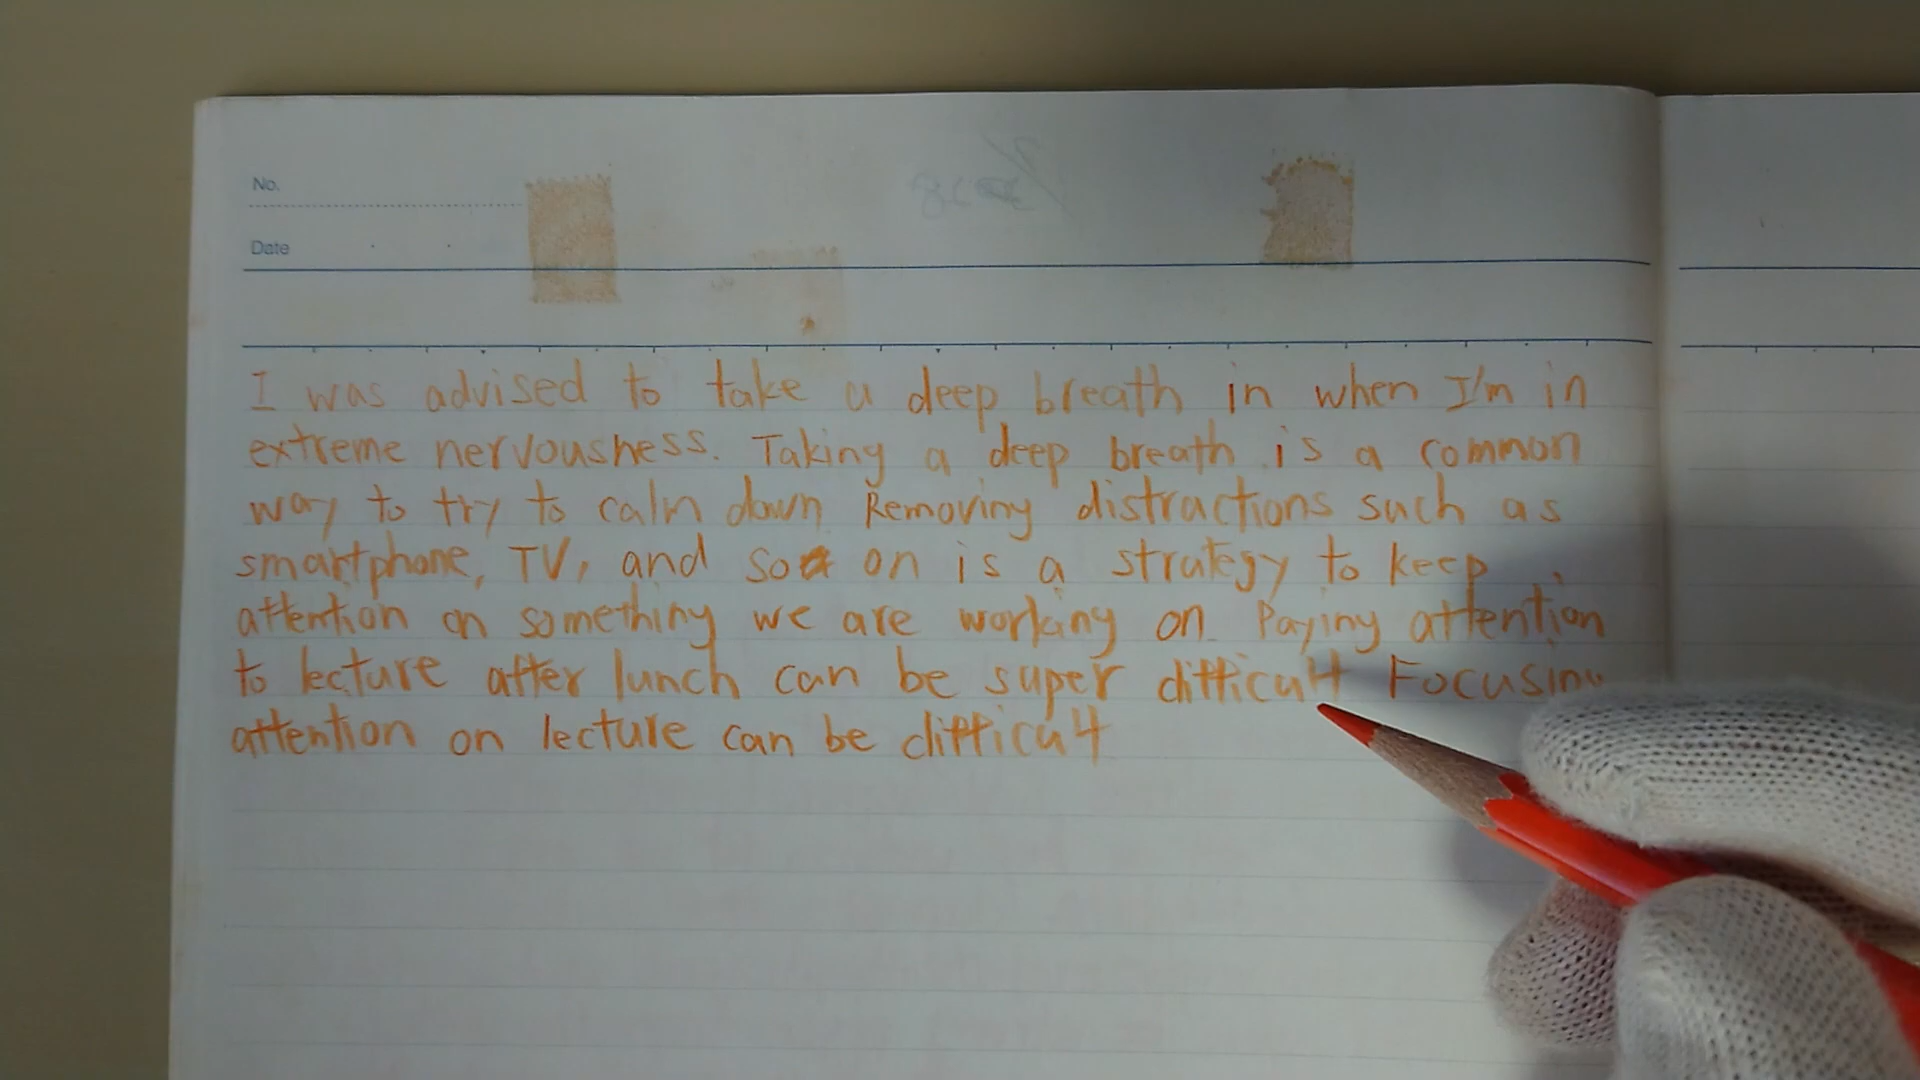 No.
Date
I was advised to take a deep breath in when I'm in
extreme nervousness. Taking a deep breath is a common
way to try to calm down Removing distractions such as
smartphone, TV, and so on is a strategy to keep
attention on something we are working on. Paying attention
to lecture after lunch can be super difficult Focusing
attention on lecture can be difficult